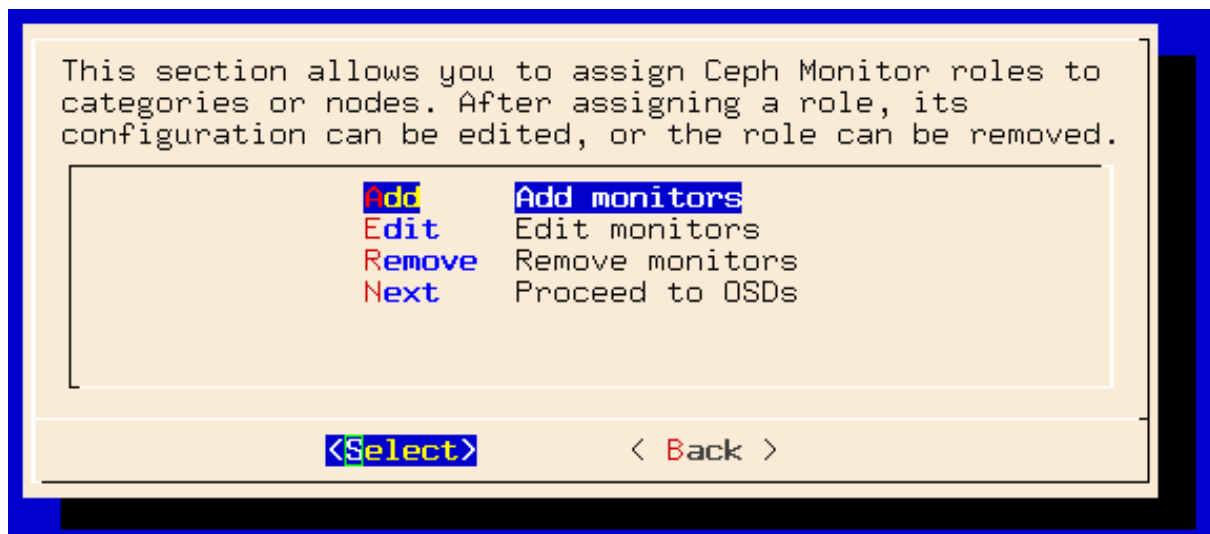 This section allows you to assign Ceph Monitor roles to
categories or nodes. After assigning a role, its
configuration can be edited, or the role can be removed.
Add Add monitors
Edit Edit monitors
Remove Remove monitors
Next Proceed to OSDs
<Select> < Back >